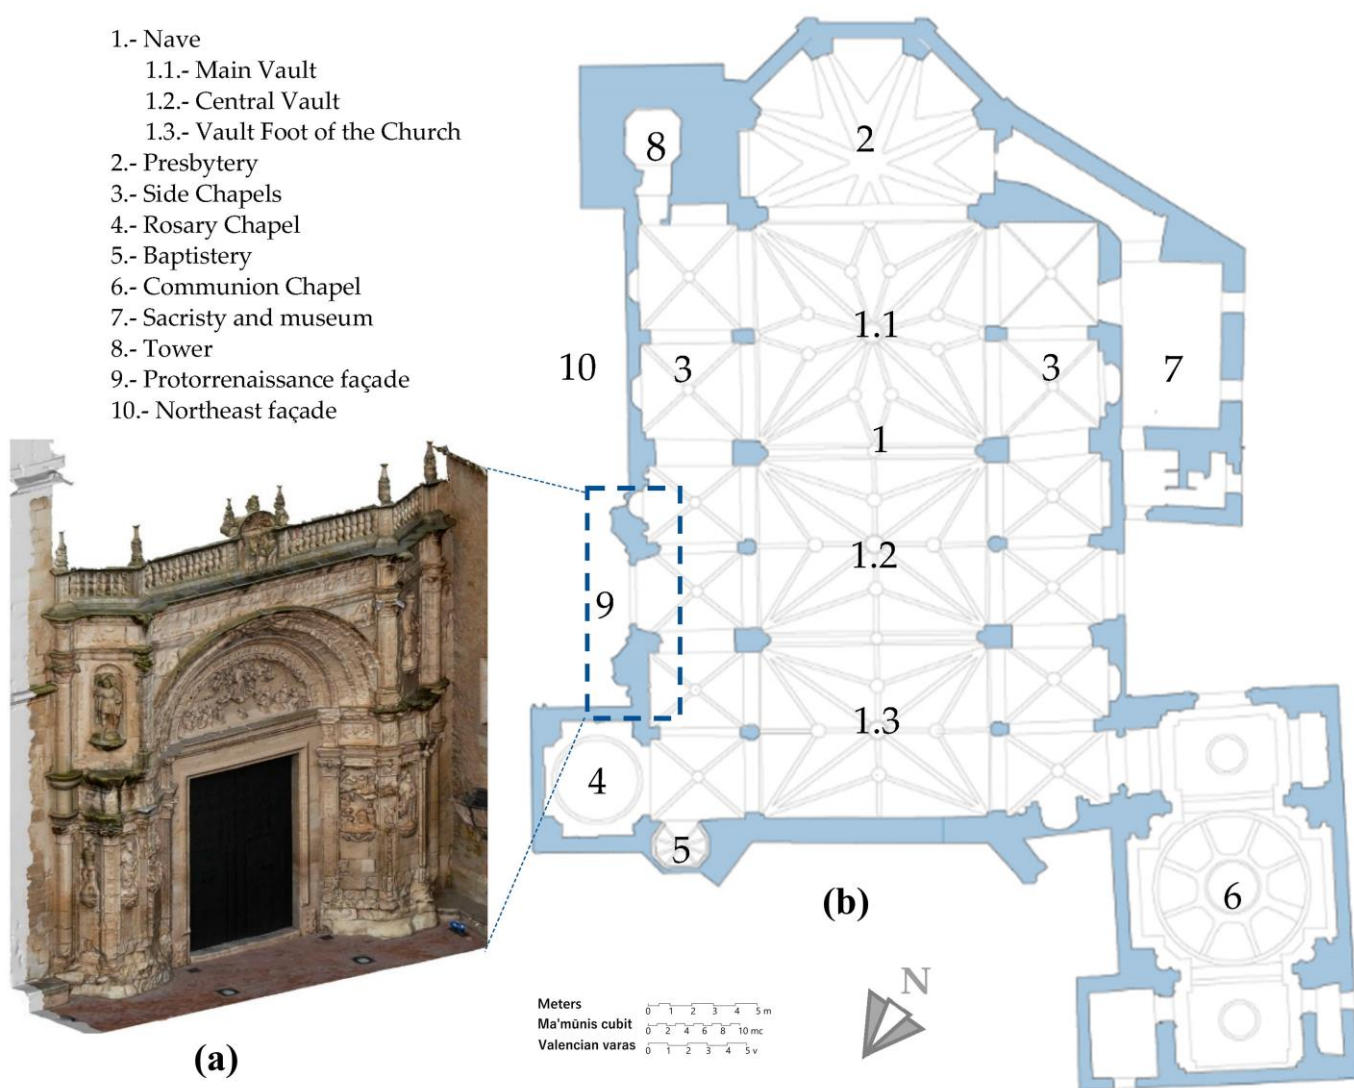 1.- Nave
1.1.- Main Vault
1.2.- Central Vault
1.3.- Vault Foot of the Church
2.- Presbytery
3.- Side Chapels
4.- Rosary Chapel
5.- Baptistery
6.- Communion Chapel
7.- Sacristy and museum
8.- Tower
9.- Protorrenaissance façade
10.- Northeast façade
2
8
1.1
10
3
3
7
1
1.2
9
1.3
4
5
6
(a)
(b)
N
Meters
0 1 2 3 4 5 m
Ma'mūnis cubit
0 2 4 6 8 10 mc
Valencian varas
0 1 2 3 4 5 v